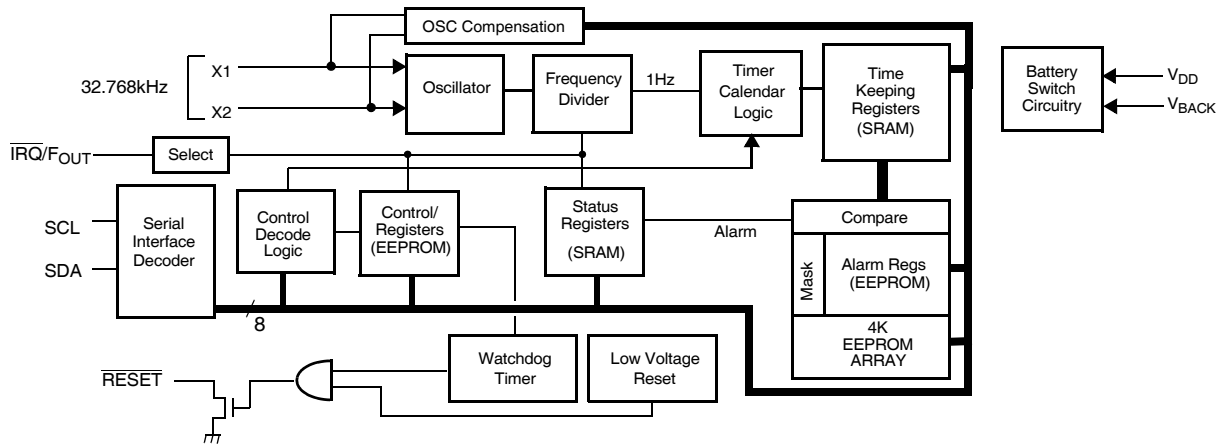 OSC Compensation
32.768kHz
X1
X2
Oscillator
Frequency
Divider
1Hz
Timer
Calendar
Logic
Time
Keeping
Registers
(SRAM)
Battery
Switch
Circuitry
VDD
VBACK
IRQ/FOUT
Select
SCL
SDA
Serial
Interface
Decoder
Control
Decode
Logic
Control/
Registers
(EEPROM)
Status
Registers
(SRAM)
Alarm
Compare
Mask
Alarm Regs
(EEPROM)
4K
EEPROM
ARRAY
8
RESET
Watchdog
Timer
Low Voltage
Reset